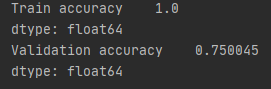 Train accuracy    1.0
dtype: float64
Validation accuracy    0.750045
dtype: float64